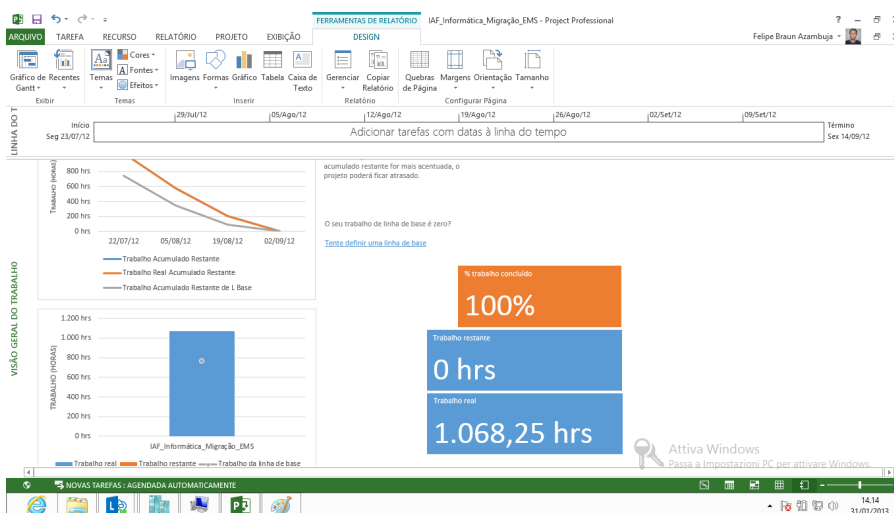 FERRAMENTAS DE RELATÓRIO
IAF_Informática_Migração_EMS - Project Professional
?
ARQUIVO TAREFA RECURSO RELATÓRIO PROJETO EXIBIÇÃO DESIGN
Felipe Braun Azambuja
Gráfico de Gantt
Recentes
Exibir
Temas
Cores
Fontes
Efeitos
Temas
Imagens
Formas
Gráfico
Tabela
Caixa de Texto
Inserir
Gerenciar
Copiar Relatório
Relatório
Quebras de Página
Margens
Orientação
Tamanho
Configurar Página
LINHA DO T
29/Jul/12 05/Ago/12 12/Ago/12 19/Ago/12 26/Ago/12 02/Set/12 09/Set/12
Início
Seg 23/07/12
Adicionar tarefas com datas à linha do tempo
Término
Sex 14/09/12
VISÃO GERAL DO TRABALHO
TRABALHO (HORAS)
800 hrs
600 hrs
400 hrs
200 hrs
0 hrs
22/07/12 05/08/12 19/08/12 02/09/12
Trabalho Acumulado Restante
Trabalho Real Acumulado Restante
Trabalho Acumulado Restante de L Base
acumulado restante for mais acentuada, o
projeto poderá ficar atrasado.
O seu trabalho de linha de base é zero?
Tente definir uma linha de base
% trabalho concluído
100%
Trabalho restante
0 hrs
Trabalho real
1.068,25 hrs
TRABALHO (HORAS)
1.200 hrs
1.000 hrs
800 hrs
600 hrs
400 hrs
200 hrs
0 hrs
IAF_Informática_Migração_EMS
Trabalho real Trabalho restante Trabalho da linha de base
Attiva Windows
Passa a Impostazioni PC per attivare Windows.
NOVAS TAREFAS : AGENDADA AUTOMATICAMENTE
14.14
31/01/2013